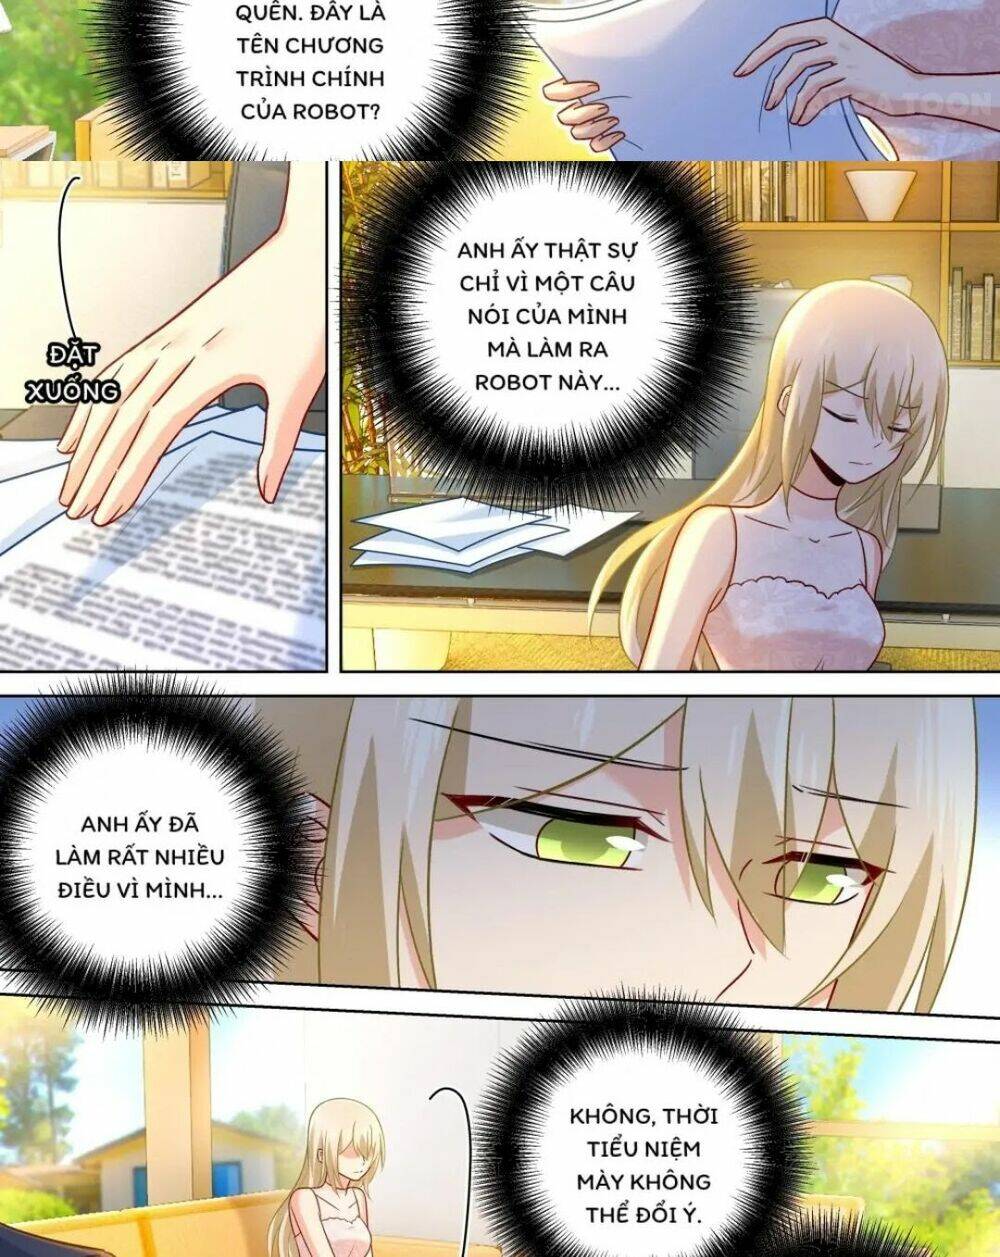 QUÊN. ĐÂY LÀ
TÊN CHƯƠNG
TRÌNH CHÍNH
CỦA ROBOT?
ĐẶT
XUỐNG
ANH ẤY THẬT SỰ
CHỈ VÌ MỘT CÂU
NÓI CỦA MÌNH
MÀ LÀM RA
ROBOT NÀY...
ANH ẤY ĐÃ
LÀM RẤT NHIỀU
ĐIỀU VÌ MÌNH...
KHÔNG, THỜI
TIỂU NIỆM
MÀY KHÔNG
THỂ ĐỔI Ý.